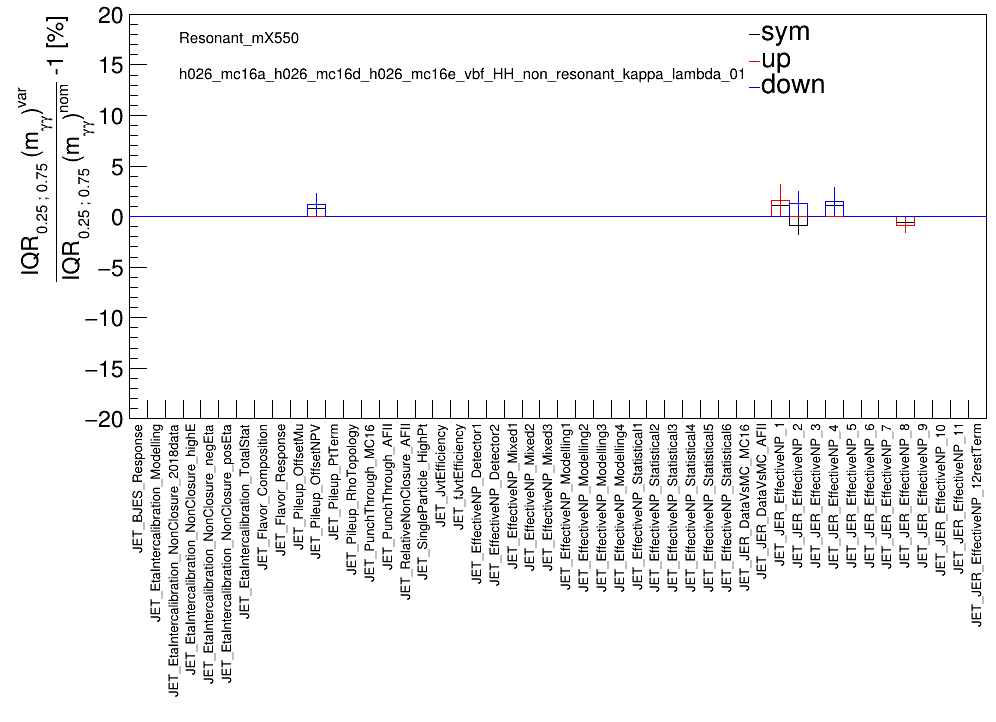 IQR0.25 ; 0.75 (mγγ)var
IQR0.25 ; 0.75 (mγγ)nom -1 [%]
20
15
10
5
0
−5
−10
−15
−20
Resonant_mX550
h026_mc16a_h026_mc16d_h026_mc16e_vbf_HH_non_resonant_kappa_lambda_01
sym
up
down
JET_BJES_Response
JET_EtaIntercalibration_Modelling
JET_EtaIntercalibration_NonClosure_2018data
JET_EtaIntercalibration_NonClosure_highE
JET_EtaIntercalibration_NonClosure_negEta
JET_EtaIntercalibration_NonClosure_posEta
JET_EtaIntercalibration_TotalStat
JET_Flavor_Composition
JET_Flavor_Response
JET_Pileup_OffsetMu
JET_Pileup_OffsetNPV
JET_Pileup_PtTerm
JET_Pileup_RhoTopology
JET_PunchThrough_MC16
JET_PunchThrough_AFII
JET_RelativeNonClosure_AFII
JET_SingleParticle_HighPt
JET_JvtEfficiency
JET_fJvtEfficiency
JET_EffectiveNP_Detector1
JET_EffectiveNP_Detector2
JET_EffectiveNP_Mixed1
JET_EffectiveNP_Mixed2
JET_EffectiveNP_Mixed3
JET_EffectiveNP_Modelling1
JET_EffectiveNP_Modelling2
JET_EffectiveNP_Modelling3
JET_EffectiveNP_Modelling4
JET_EffectiveNP_Statistical1
JET_EffectiveNP_Statistical2
JET_EffectiveNP_Statistical3
JET_EffectiveNP_Statistical4
JET_EffectiveNP_Statistical5
JET_EffectiveNP_Statistical6
JET_JER_DataVsMC_MC16
JET_JER_DataVsMC_AFII
JET_JER_EffectiveNP_1
JET_JER_EffectiveNP_2
JET_JER_EffectiveNP_3
JET_JER_EffectiveNP_4
JET_JER_EffectiveNP_5
JET_JER_EffectiveNP_6
JET_JER_EffectiveNP_7
JET_JER_EffectiveNP_8
JET_JER_EffectiveNP_9
JET_JER_EffectiveNP_10
JET_JER_EffectiveNP_11
JET_JER_EffectiveNP_12restTerm